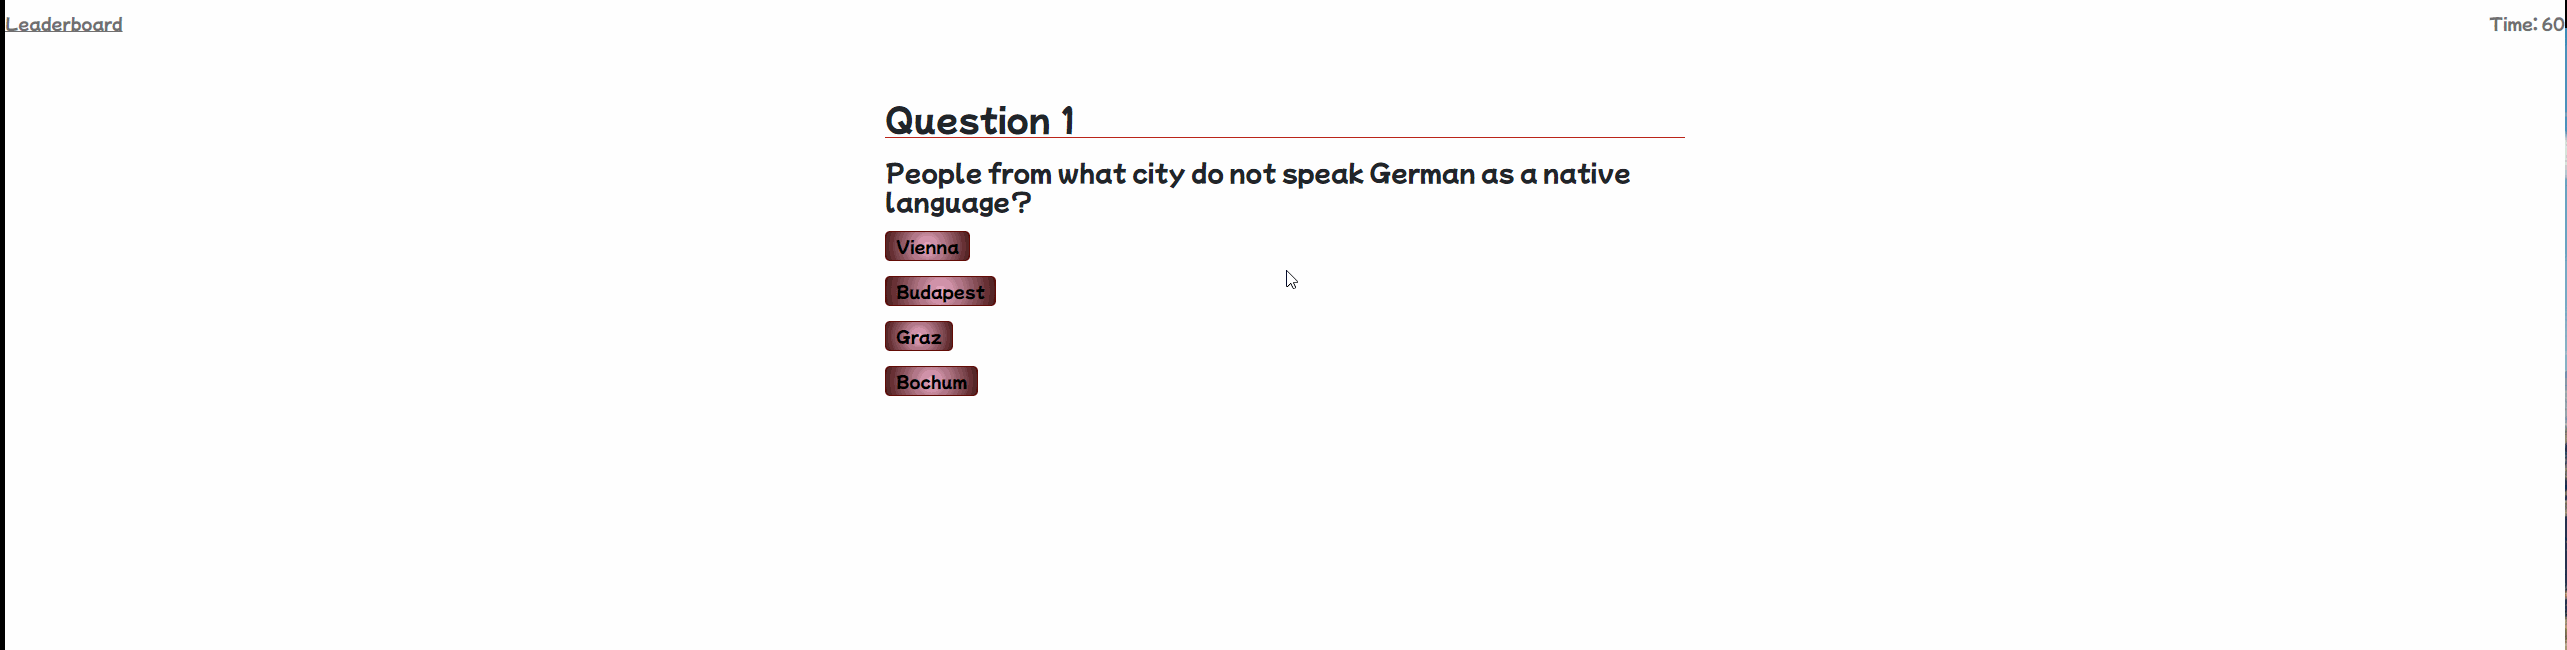 Leaderboard
Time: 60
Question 1
People from what city do not speak German as a native
language?
Vienna
Budapest
Graz
Bochum